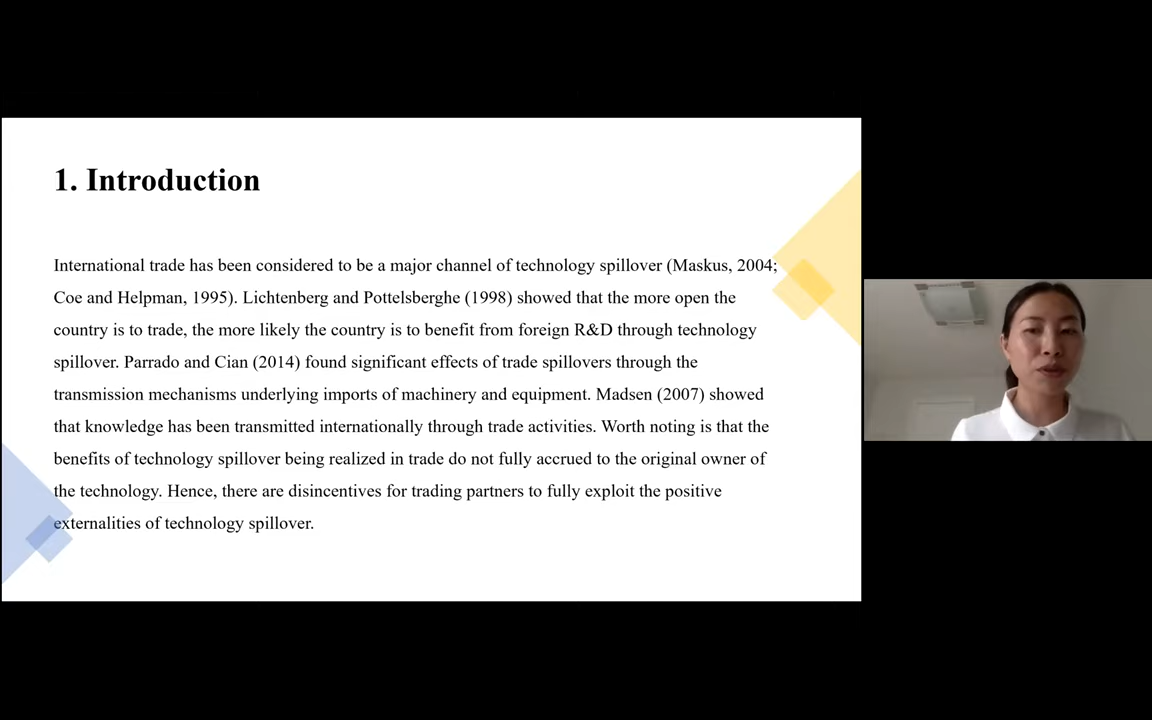 1. Introduction
International trade has been considered to be a major channel of technology spillover (Maskus, 2004;
Coe and Helpman, 1995). Lichtenberg and Pottelsberghe (1998) showed that the more open the
country is to trade, the more likely the country is to benefit from foreign R&D through technology
spillover. Parrado and Cian (2014) found significant effects of trade spillovers through the
transmission mechanisms underlying imports of machinery and equipment. Madsen (2007) showed
that knowledge has been transmitted internationally through trade activities. Worth noting is that the
benefits of technology spillover being realized in trade do not fully accrued to the original owner of
the technology. Hence, there are disincentives for trading partners to fully exploit the positive
externalities of technology spillover.